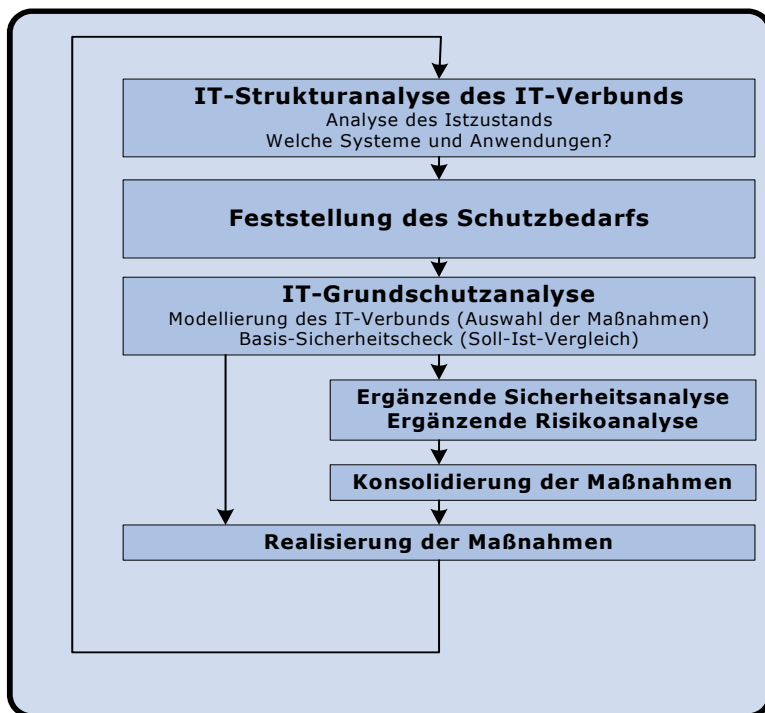 IT-Strukturanalyse des IT-Verbunds
Analyse des Istzustands
Welche Systeme und Anwendungen?
Feststellung des Schutzbedarfs
IT-Grundschutzanalyse
Modellierung des IT-Verbunds (Auswahl der Maßnahmen)
Basis-Sicherheitscheck (Soll-Ist-Vergleich)
Ergänzende Sicherheitsanalyse
Ergänzende Risikoanalyse
Konsolidierung der Maßnahmen
Realisierung der Maßnahmen